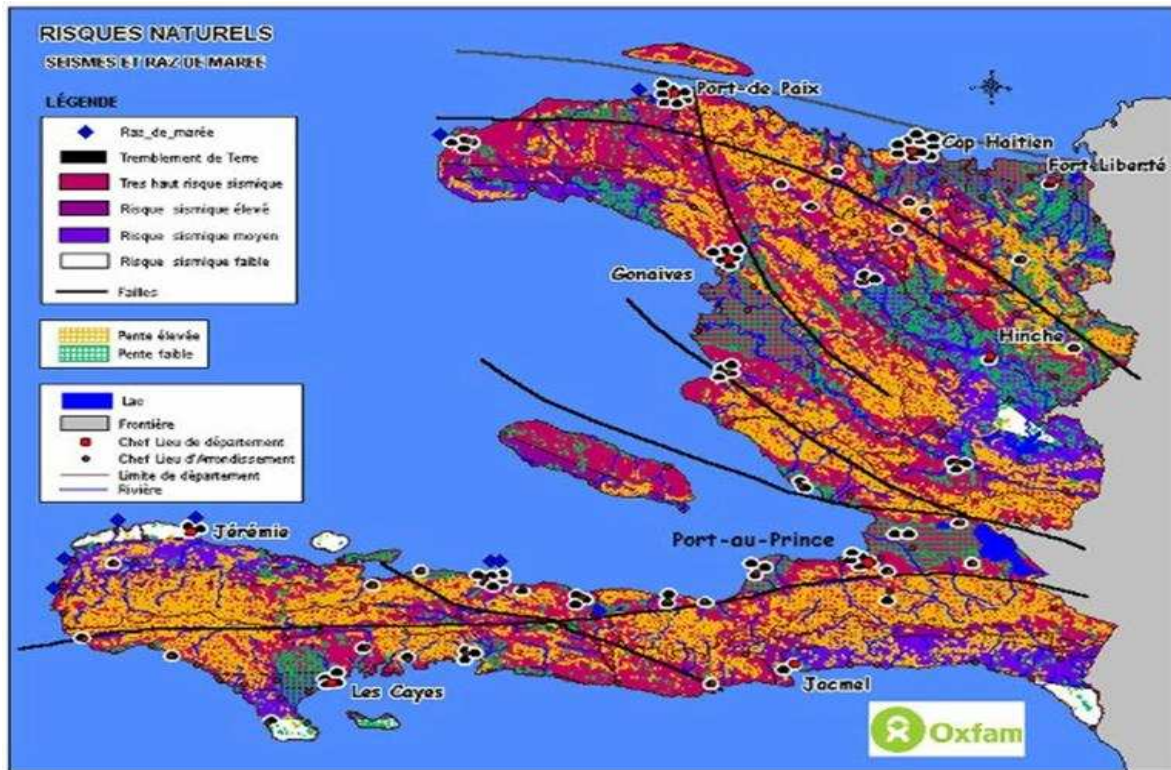 RISQUES NATURELS
SEISMES ET RAZ DE MAREE
LÉGENDE
Ras_de_marée
Tremblement de Terre
Tres haut risque sismique
Risque sismique élevé
Risque sismique moyen
Risque sismique faible
Failles
Pente élevée
Pente faible
Lac
Frontière
Chef Lieu de département
Chef Lieu d'Arrondissement
Limite de département
Rivière
Port-de Paix
Cap-Haitien
Fort-Liberté
Gonaives
Hinche
Jérémie
Port-au-Prince
Les Cayes
Jacmel
Oxfam